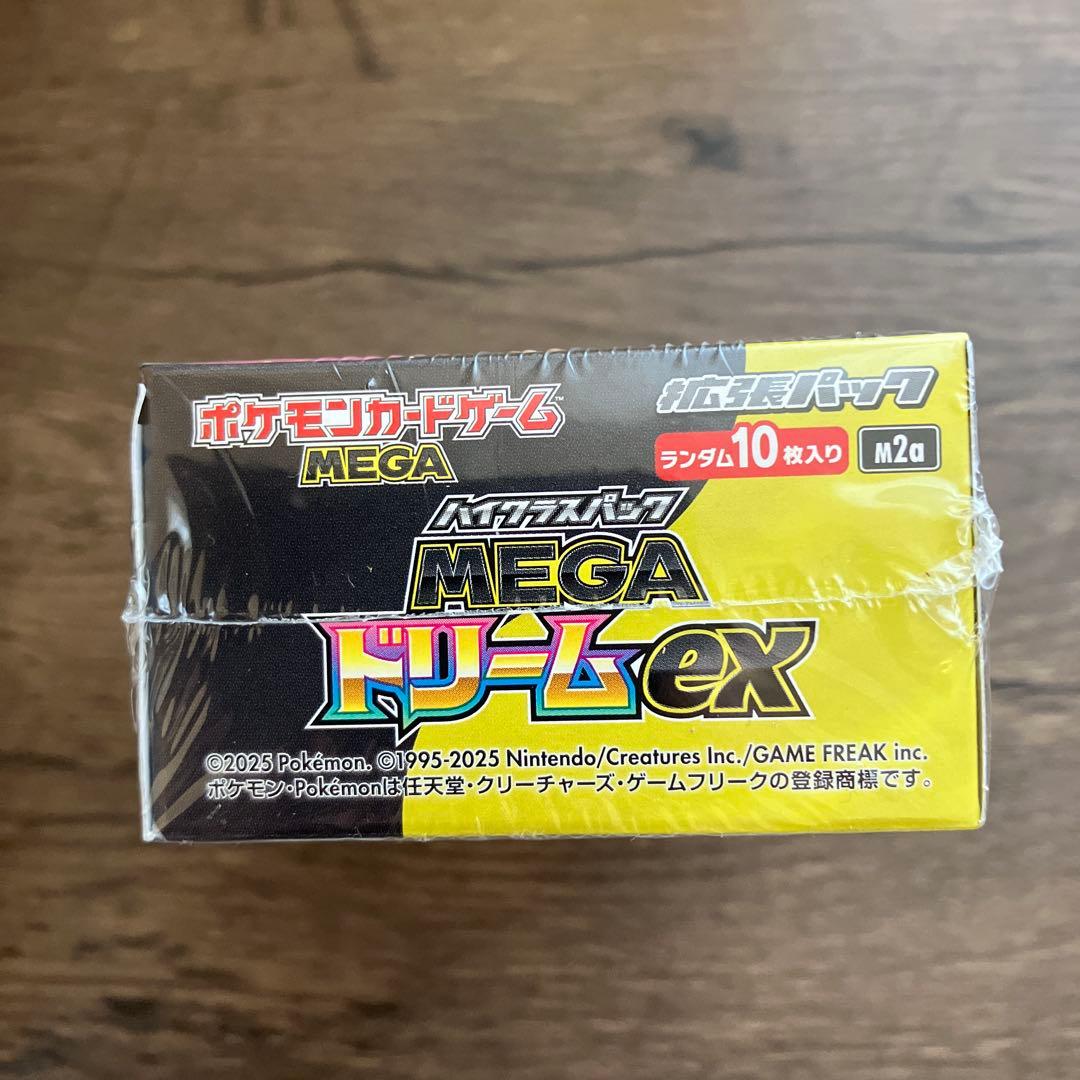 ポケモンカードゲーム™
MEGA
拡張パック
ランダム10枚入り
M2a
ハイクラスパック
MEGA
ドリームex
©2025 Pokémon. ©1995-2025 Nintendo/Creatures Inc./GAME FREAK inc.
ポケモン・Pokémonは任天堂・クリーチャーズ・ゲームフリークの登録商標です。